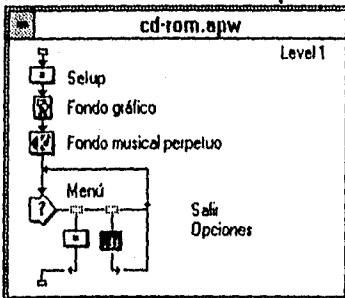 cd-rom.apw
Level 1
Setup
Fondo gráfico
Fondo musical perpetuo
Menú
?
Salir
Opciones